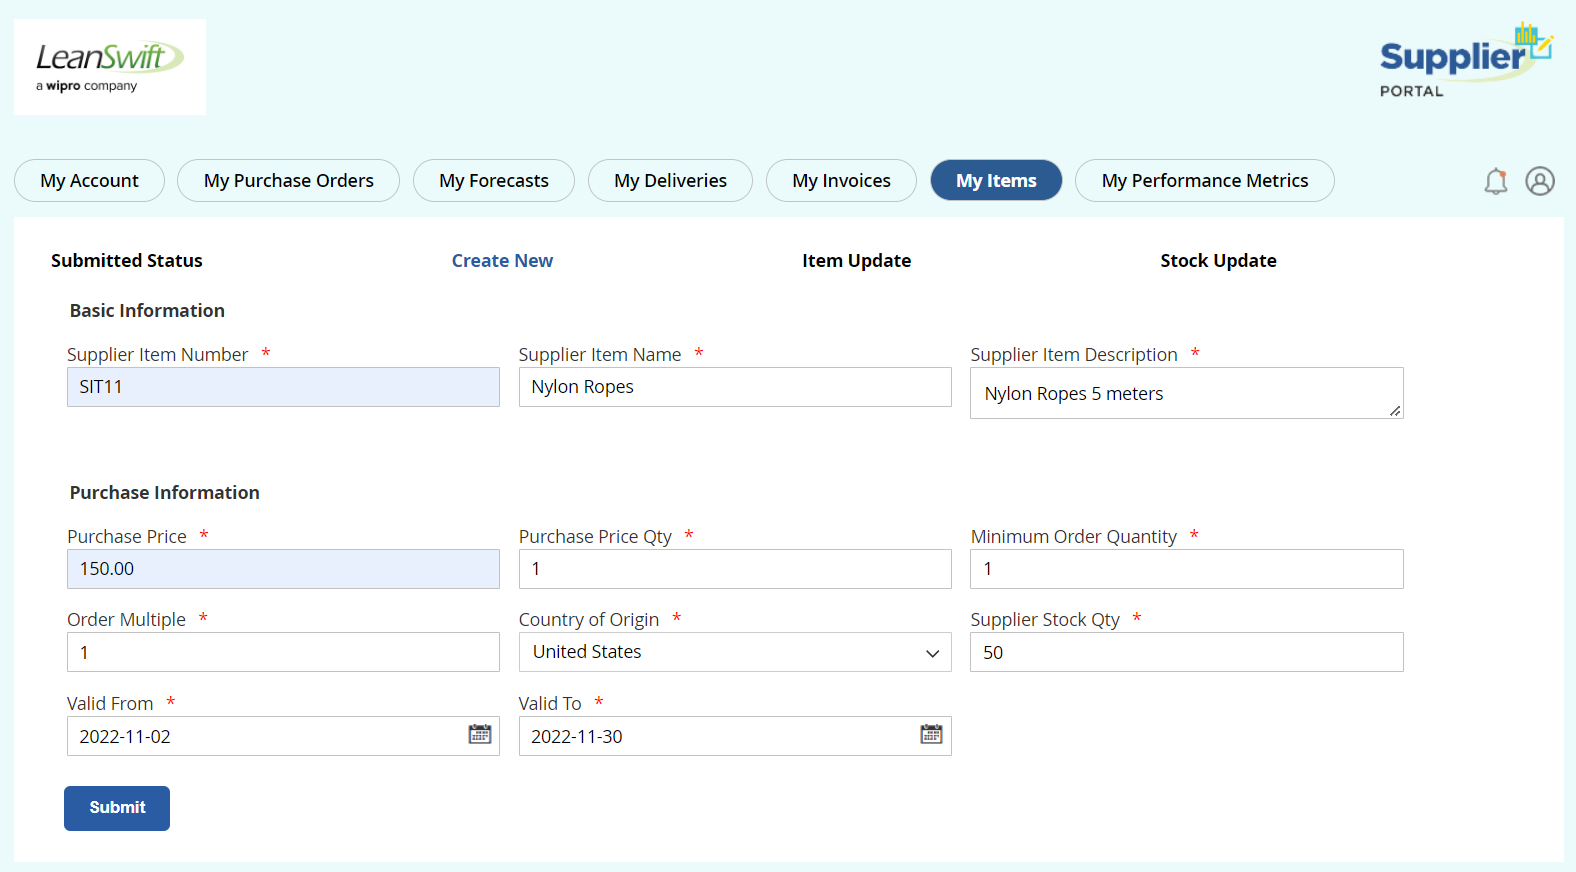 LeanSwift
a wipro company
Supplier
PORTAL
My Account My Purchase Orders My Forecasts My Deliveries My Invoices My Items My Performance Metrics
Submitted Status Create New Item Update Stock Update
Basic Information
Supplier Item Number * Supplier Item Name * Supplier Item Description *
SIT11 Nylon Ropes Nylon Ropes 5 meters
Purchase Information
Purchase Price * Purchase Price Qty * Minimum Order Quantity *
150.00 1 1
Order Multiple * Country of Origin * Supplier Stock Qty *
1 United States 50
Valid From * Valid To *
2022-11-02 2022-11-30
Submit